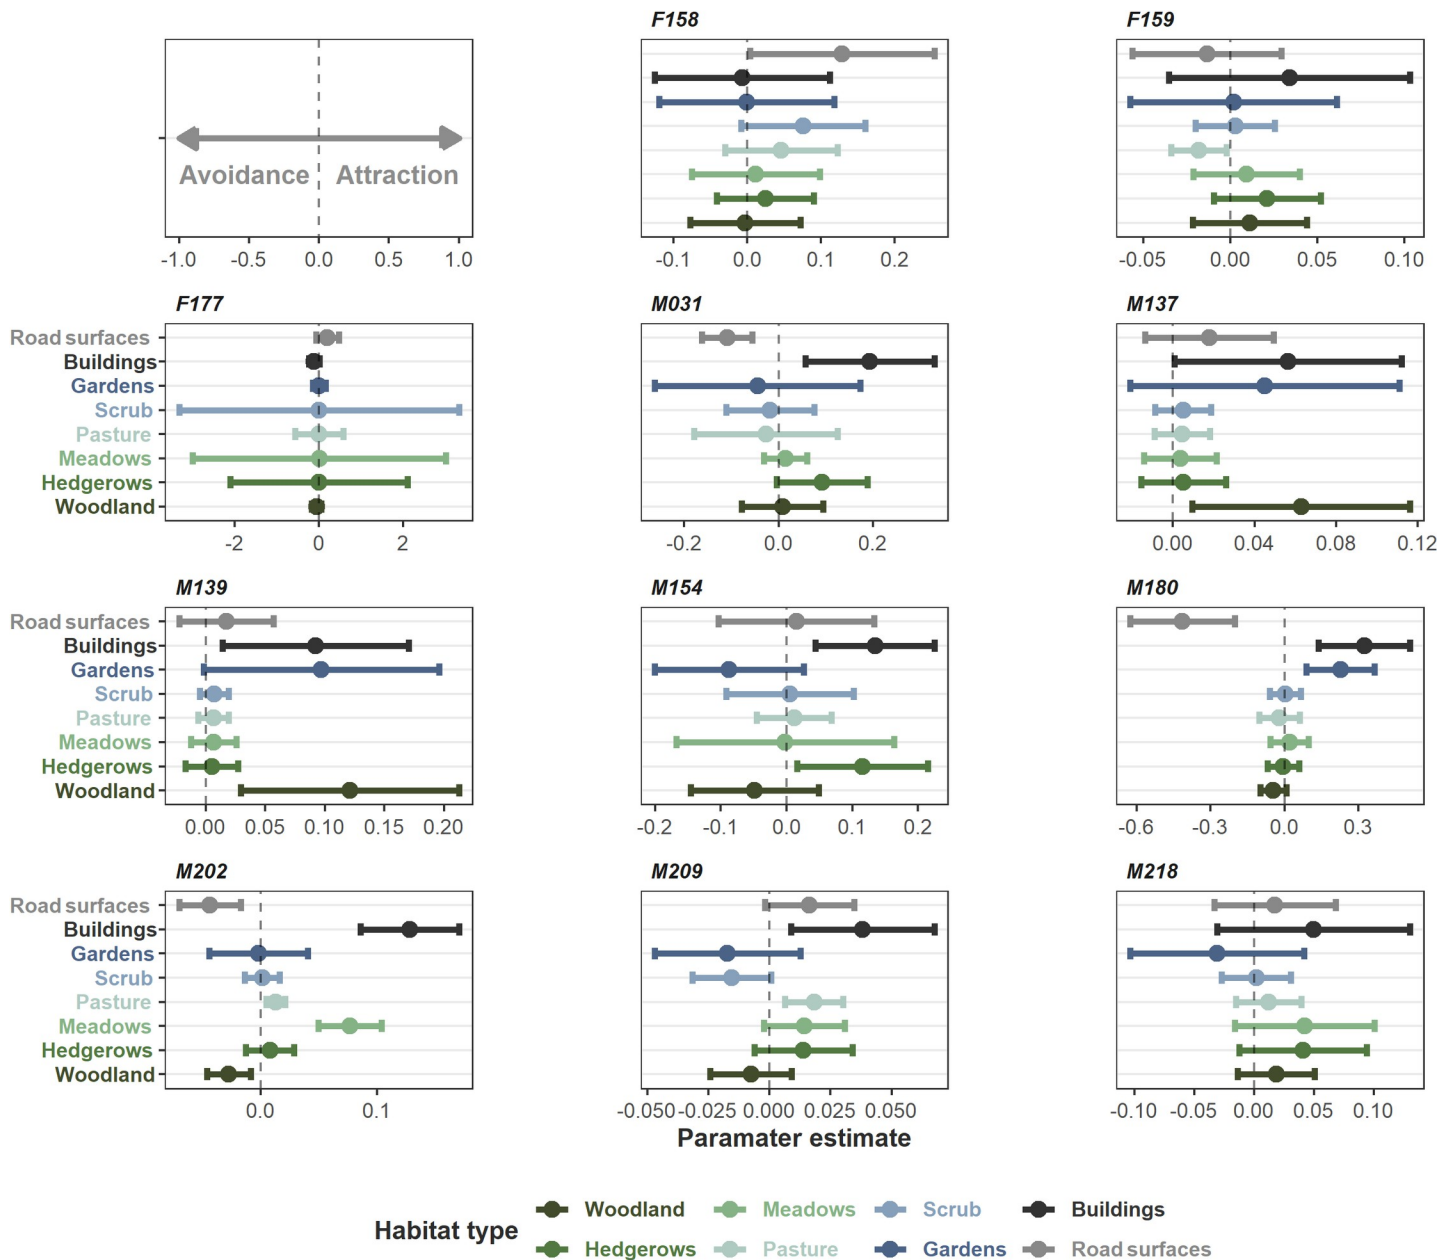 F158
F159
Avoidance
Attraction
-1.0 -0.5 0.0 0.5 1.0
-0.1 0.0 0.1 0.2
-0.05 0.00 0.05 0.10
F177
M031
M137
Road surfaces
Buildings
Gardens
Scrub
Pasture
Meadows
Hedgerows
Woodland
-2 0 2
-0.2 0.0 0.2
0.00 0.04 0.08 0.12
M139
M154
M180
Road surfaces
Buildings
Gardens
Scrub
Pasture
Meadows
Hedgerows
Woodland
0.00 0.05 0.10 0.15 0.20
-0.2 -0.1 0.0 0.1 0.2
-0.6 -0.3 0.0 0.3
M202
M209
M218
Road surfaces
Buildings
Gardens
Scrub
Pasture
Meadows
Hedgerows
Woodland
0.0 0.1
-0.050 -0.025 0.000 0.025 0.050
-0.10 -0.05 0.00 0.05 0.10
Paramater estimate
Habitat type
Woodland Meadows Scrub Buildings
Hedgerows Pasture Gardens Road surfaces